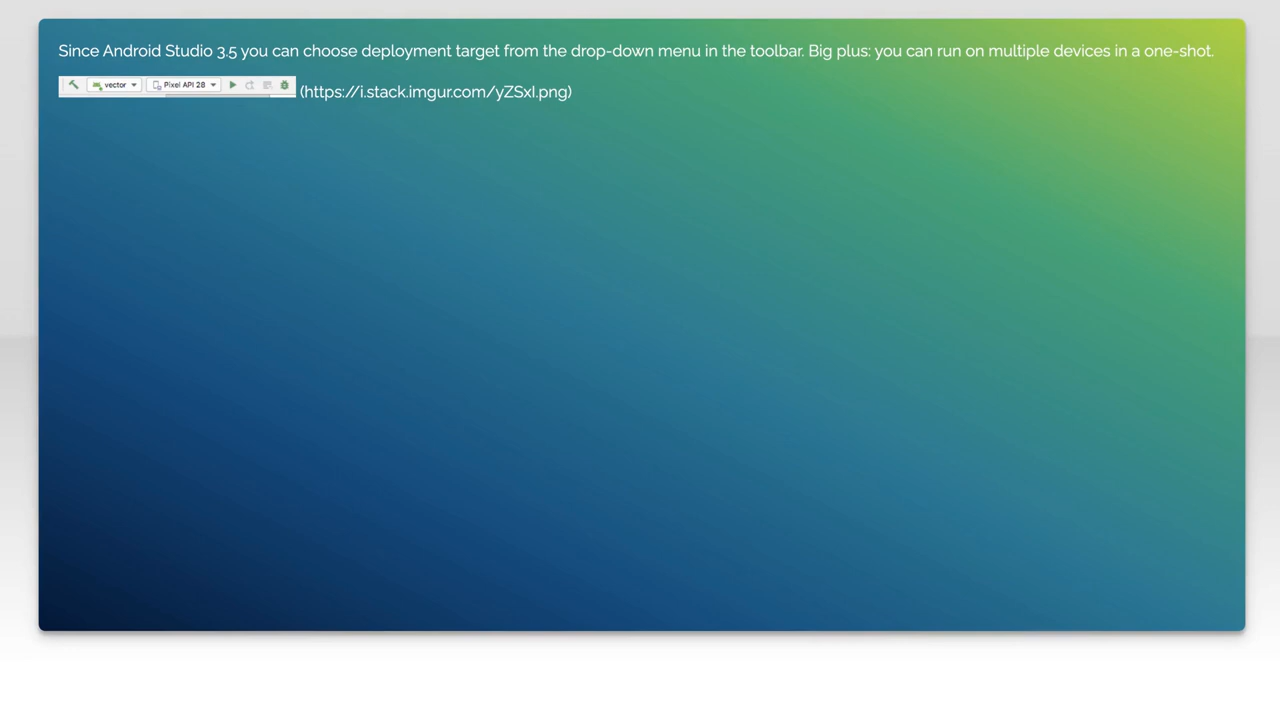 Since Android Studio 3.5 you can choose deployment target from the drop-down menu in the toolbar. Big plus: you can run on multiple devices in a one-shot.
vector Pixel API 28 (https://i.stack.imgur.com/yZSxI.png)